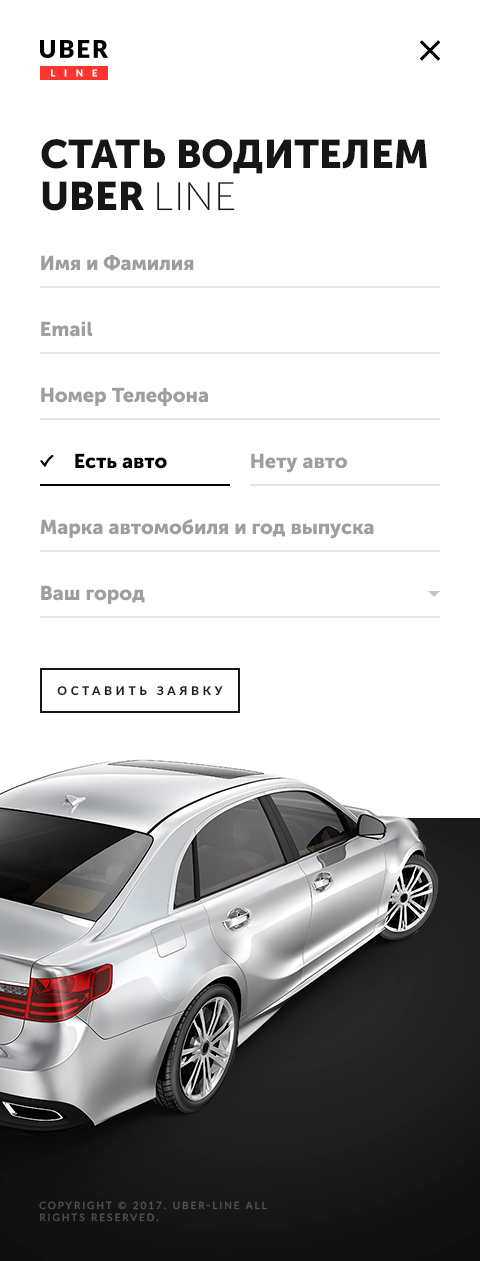 UBER
LINE
СТАТЬ ВОДИТЕЛЕМ
UBER LINE
Имя и Фамилия
Email
Номер Телефона
Есть авто Нету авто
Марка автомобиля и год выпуска
Ваш город
ОСТАВИТЬ ЗАЯВКУ
COPYRIGHT © 2017. UBER-LINE ALL
RIGHTS RESERVED.